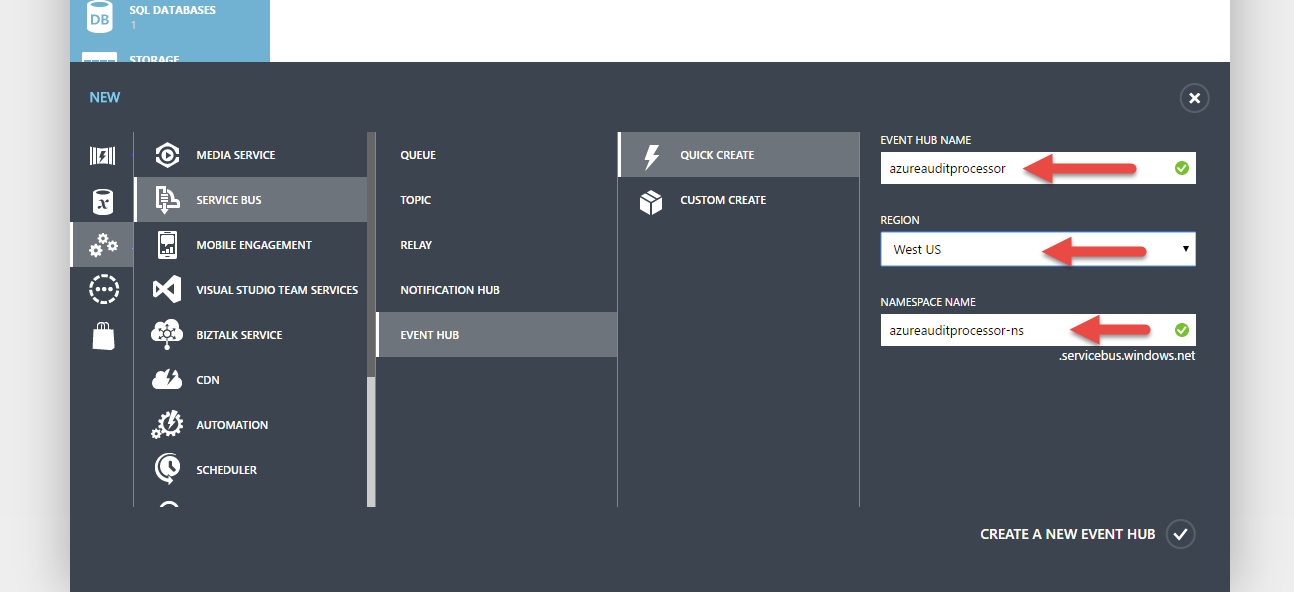 DB
SQL DATABASES
1
STORAGE
NEW
MEDIA SERVICE
SERVICE BUS
MOBILE ENGAGEMENT
VISUAL STUDIO TEAM SERVICES
BIZTALK SERVICE
CDN
AUTOMATION
SCHEDULER
QUEUE
TOPIC
RELAY
NOTIFICATION HUB
EVENT HUB
QUICK CREATE
CUSTOM CREATE
EVENT HUB NAME
azureauditprocessor
REGION
West US
NAMESPACE NAME
azureauditprocessor-ns
.servicebus.windows.net
CREATE A NEW EVENT HUB